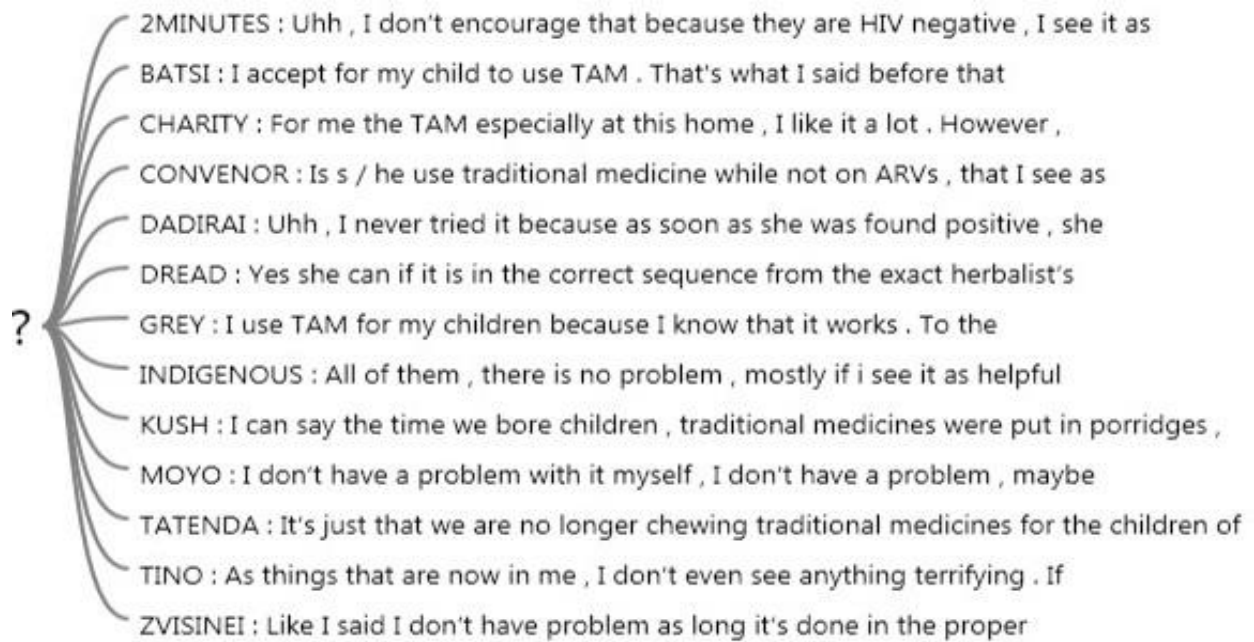 2MINUTES : Uhh , I don't encourage that because they are HIV negative , I see it as
BATSI : I accept for my child to use TAM . That's what I said before that
CHARITY : For me the TAM especially at this home , I like it a lot . However ,
CONVENOR : Is s / he use traditional medicine while not on ARVs , that I see as
DADIRAI : Uhh , I never tried it because as soon as she was found positive , she
DREAD : Yes she can if it is in the correct sequence from the exact herbalist's
?
GREY : I use TAM for my children because I know that it works . To the
INDIGENOUS : All of them , there is no problem , mostly if i see it as helpful
KUSH : I can say the time we bore children , traditional medicines were put in porridges ,
MOYO : I don't have a problem with it myself , I don't have a problem , maybe
TATENDA : It's just that we are no longer chewing traditional medicines for the children of
TINO : As things that are now in me , I don't even see anything terrifying . If
ZVISINEI : Like I said I don't have problem as long it's done in the proper